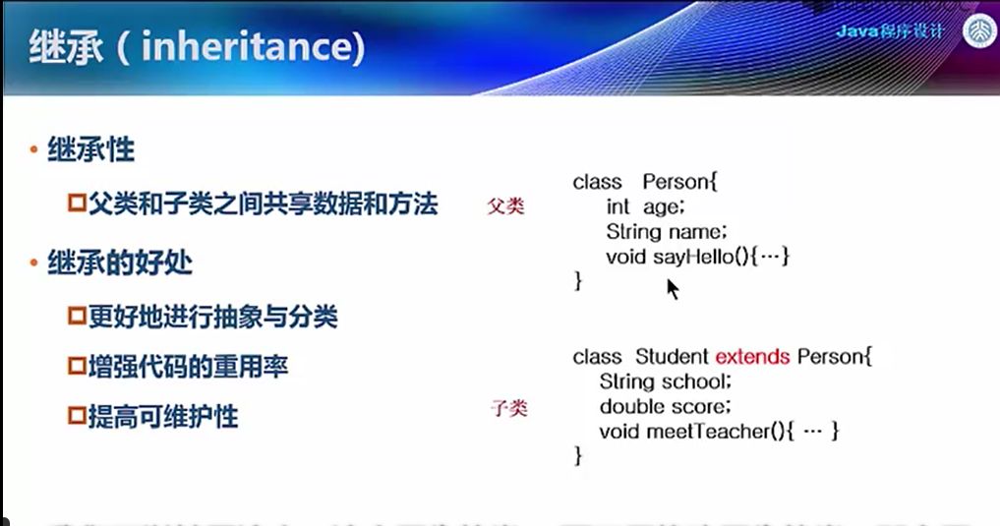 继承（inheritance)
Java程序设计
• 继承性
父类和子类之间共享数据和方法
• 继承的好处
更好地进行抽象与分类
增强代码的重用率
提高可维护性
父类
class Person{
int age;
String name;
void sayHello(){…}
}
子类
class Student extends Person{
String school;
double score;
void meetTeacher(){ … }
}